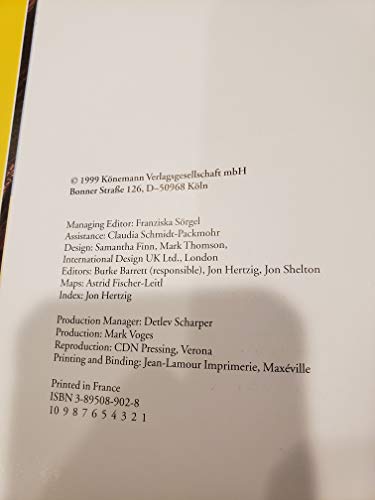 © 1999 Könemann Verlagsgesellschaft mbH
Bonner Straße 126, D–50968 Köln
Managing Editor: Franziska Sörgel
Assistance: Claudia Schmidt-Packmohr
Design: Samantha Finn, Mark Thomson,
International Design UK Ltd., London
Editors: Burke Barrett (responsible), Jon Hertzig, Jon Shelton
Maps: Astrid Fischer-Leitl
Index: Jon Hertzig
Production Manager: Detlev Scharper
Production: Mark Voges
Reproduction: CDN Pressing, Verona
Printing and Binding: Jean-Lamour Imprimerie, Maxéville
Printed in France
ISBN 3-89508-902-8
10 9 8 7 6 5 4 3 2 1